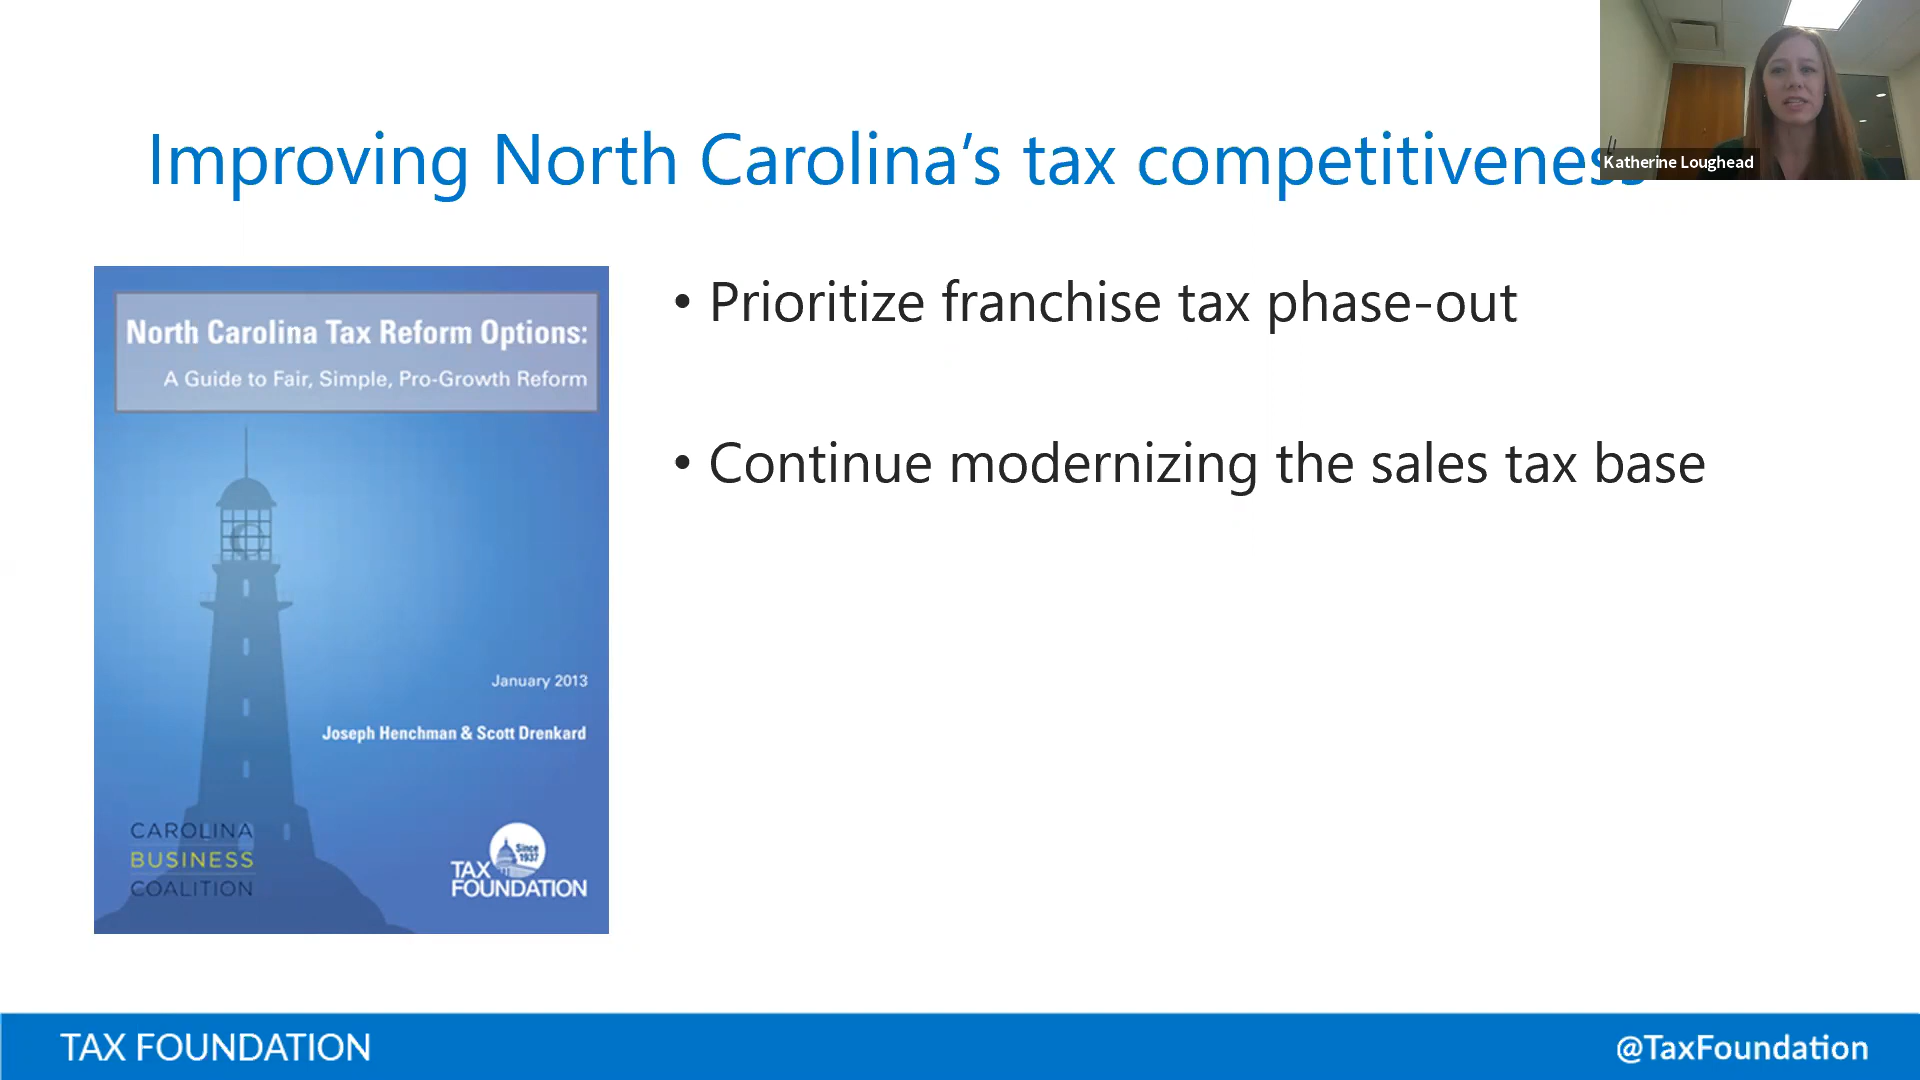 Improving North Carolina’s tax competitiveness
Katherine Loughead
North Carolina Tax Reform Options:
A Guide to Fair, Simple, Pro-Growth Reform
January 2013
Joseph Henchman & Scott Drenkard
CAROLINA
BUSINESS
COALITION
Since
1937
TAX
FOUNDATION
• Prioritize franchise tax phase-out
• Continue modernizing the sales tax base
TAX FOUNDATION
@TaxFoundation